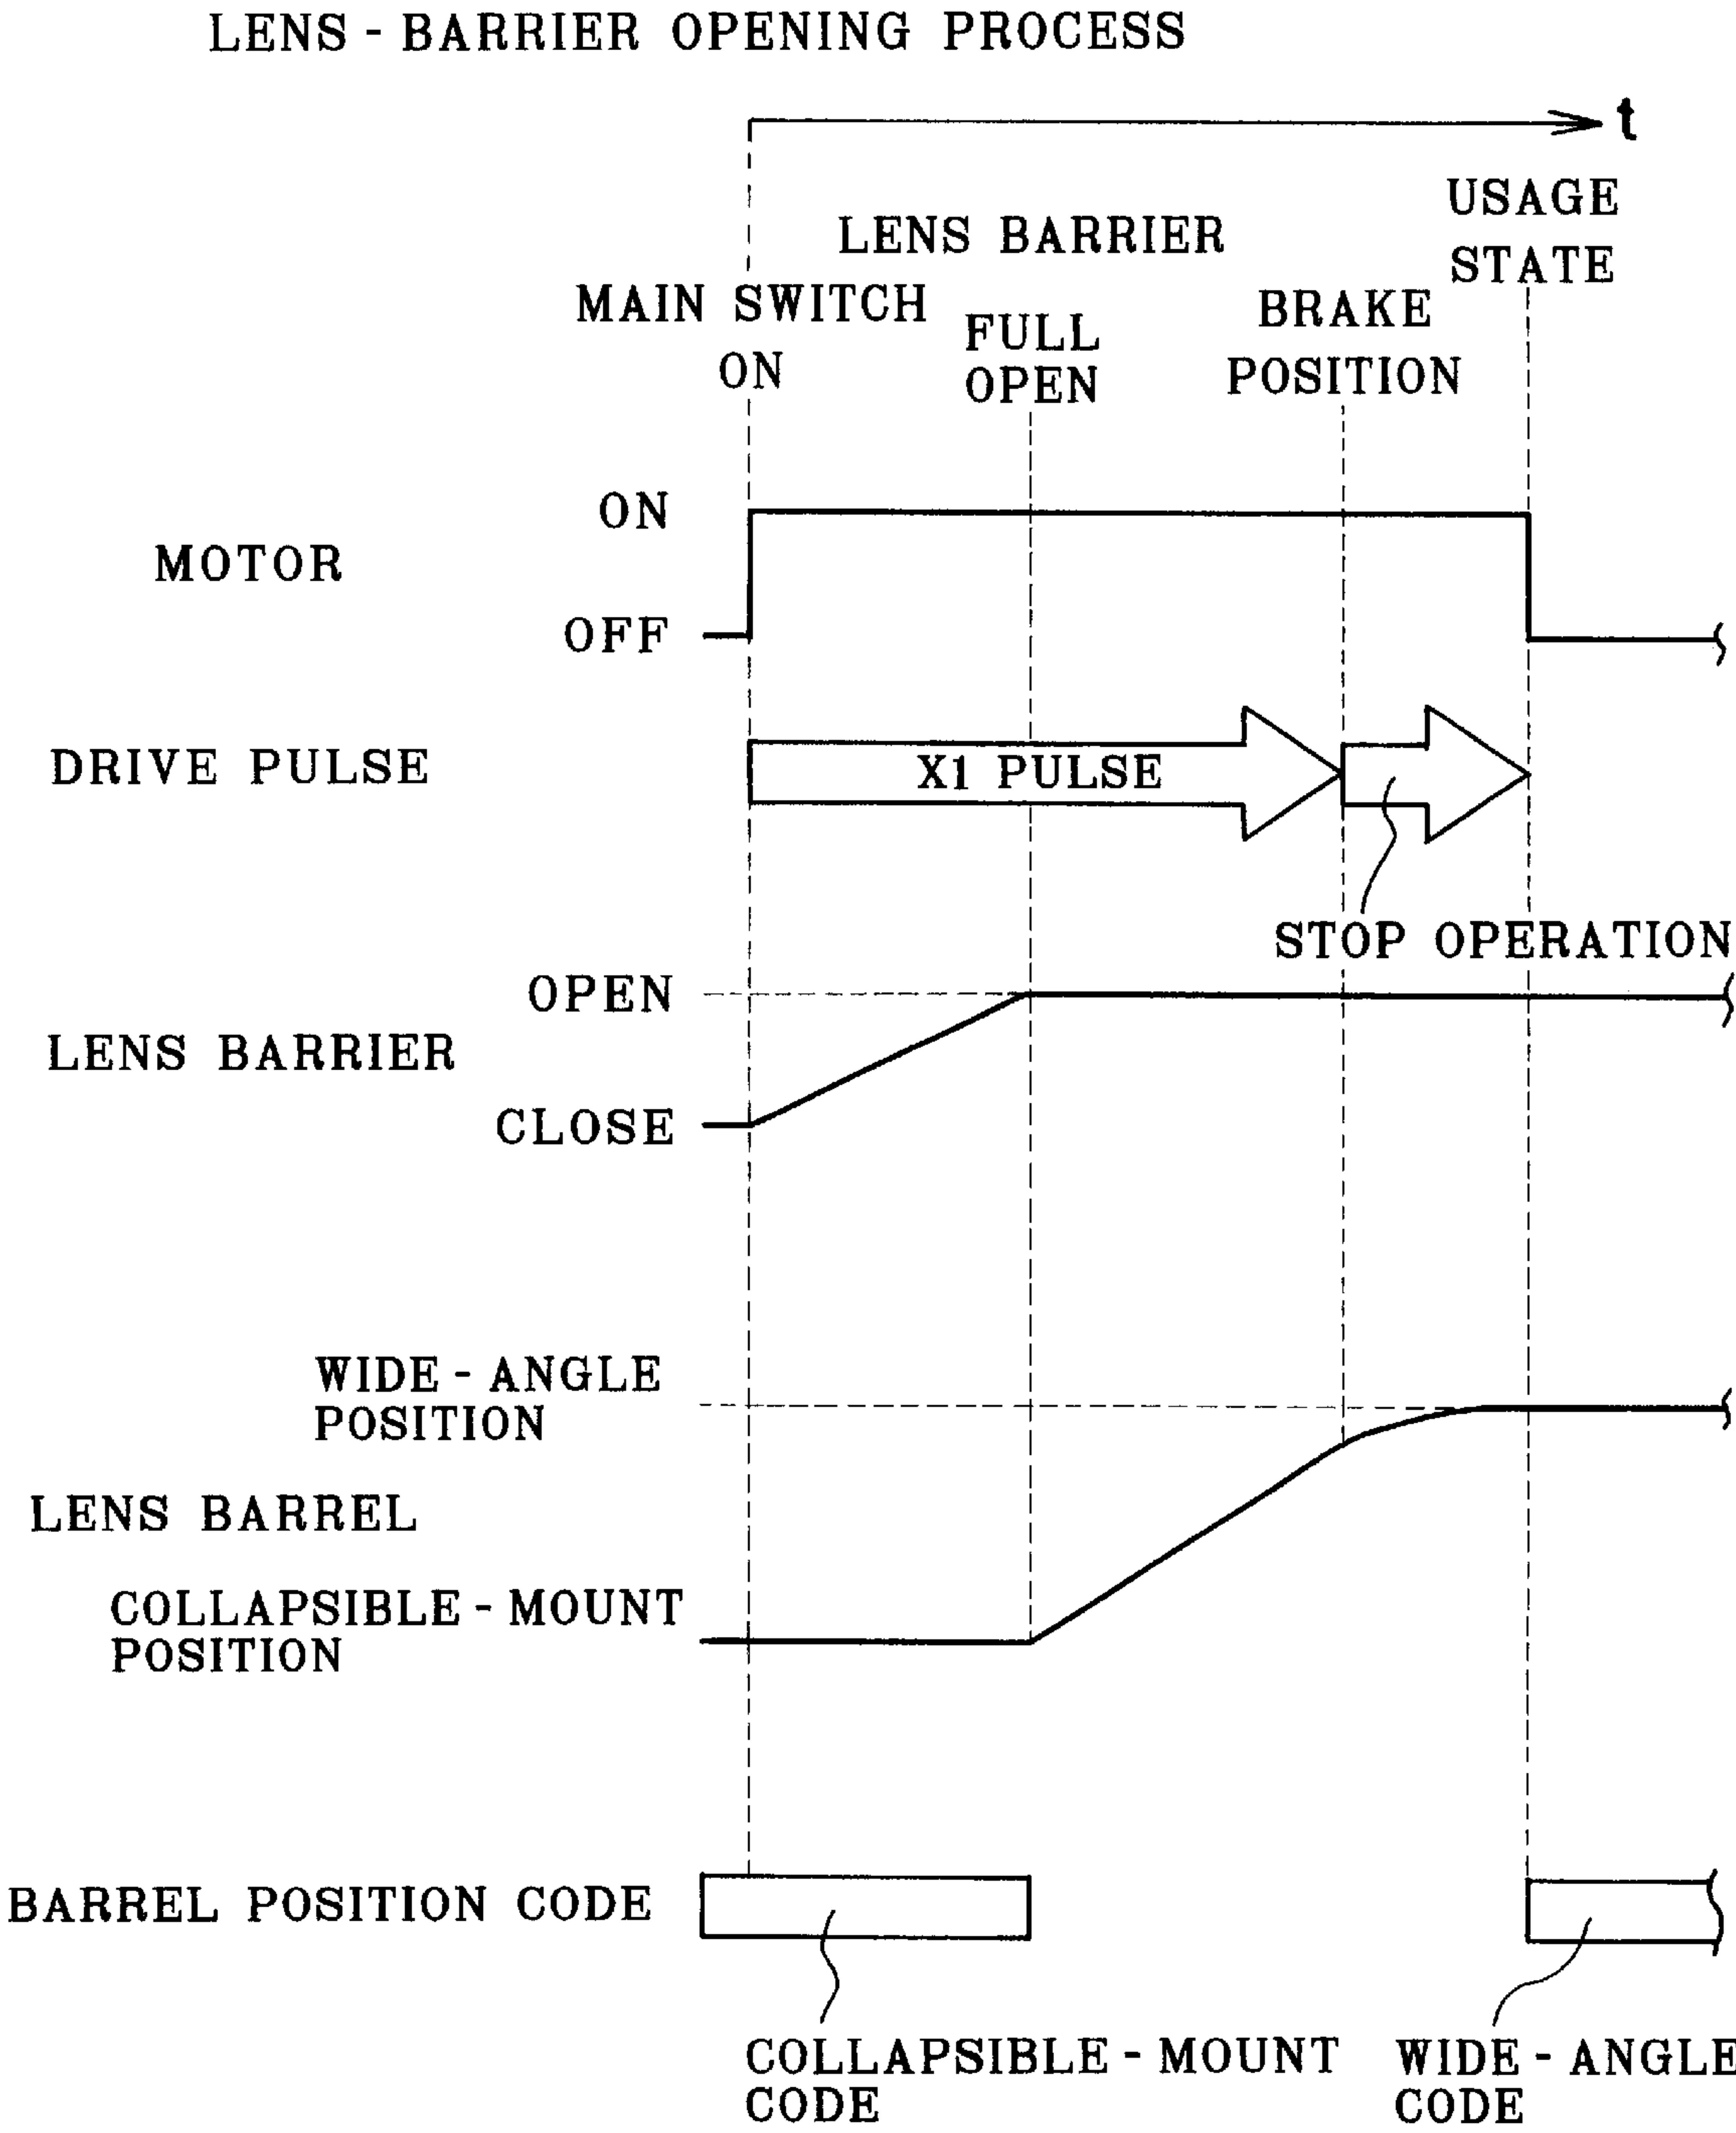 LENS - BARRIER OPENING PROCESS
t
USAGE
STATE
LENS BARRIER
MAIN SWITCH
ON
FULL
OPEN
BRAKE
POSITION
ON
MOTOR
OFF
DRIVE PULSE
X1 PULSE
STOP OPERATION
OPEN
LENS BARRIER
CLOSE
WIDE - ANGLE
POSITION
LENS BARREL
COLLAPSIBLE - MOUNT
POSITION
BARREL POSITION CODE
COLLAPSIBLE - MOUNT
CODE
WIDE - ANGLE
CODE